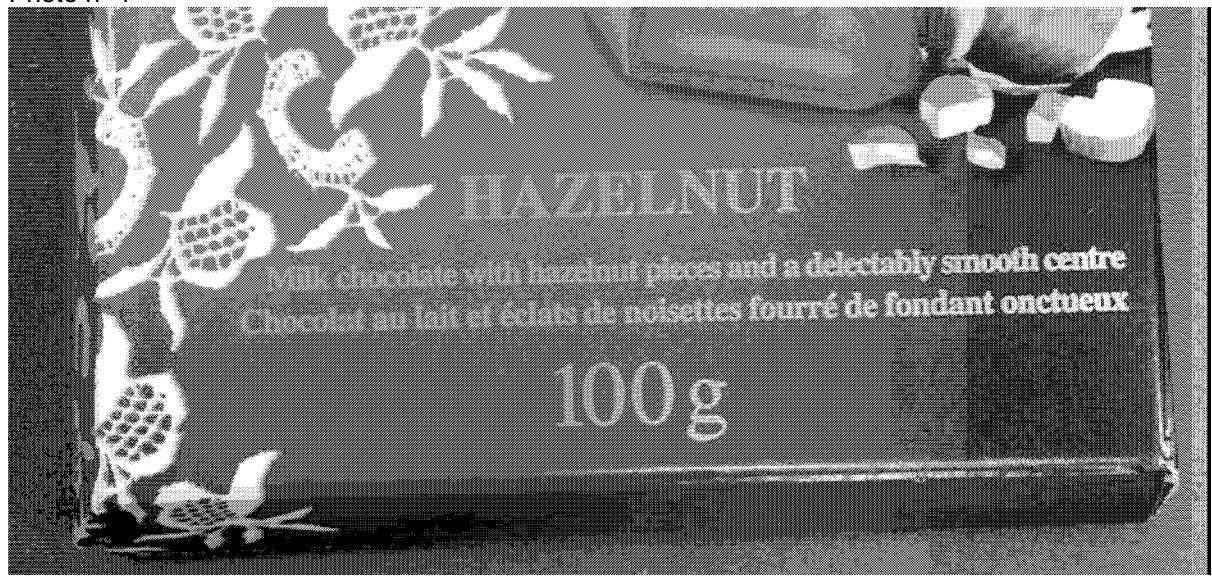 HAZELNUT
Milk chocolate with hazelnut pieces and a delectably smooth centre
Chocolat au lait et éclats de noisettes fourré de fondant onctueux
100 g